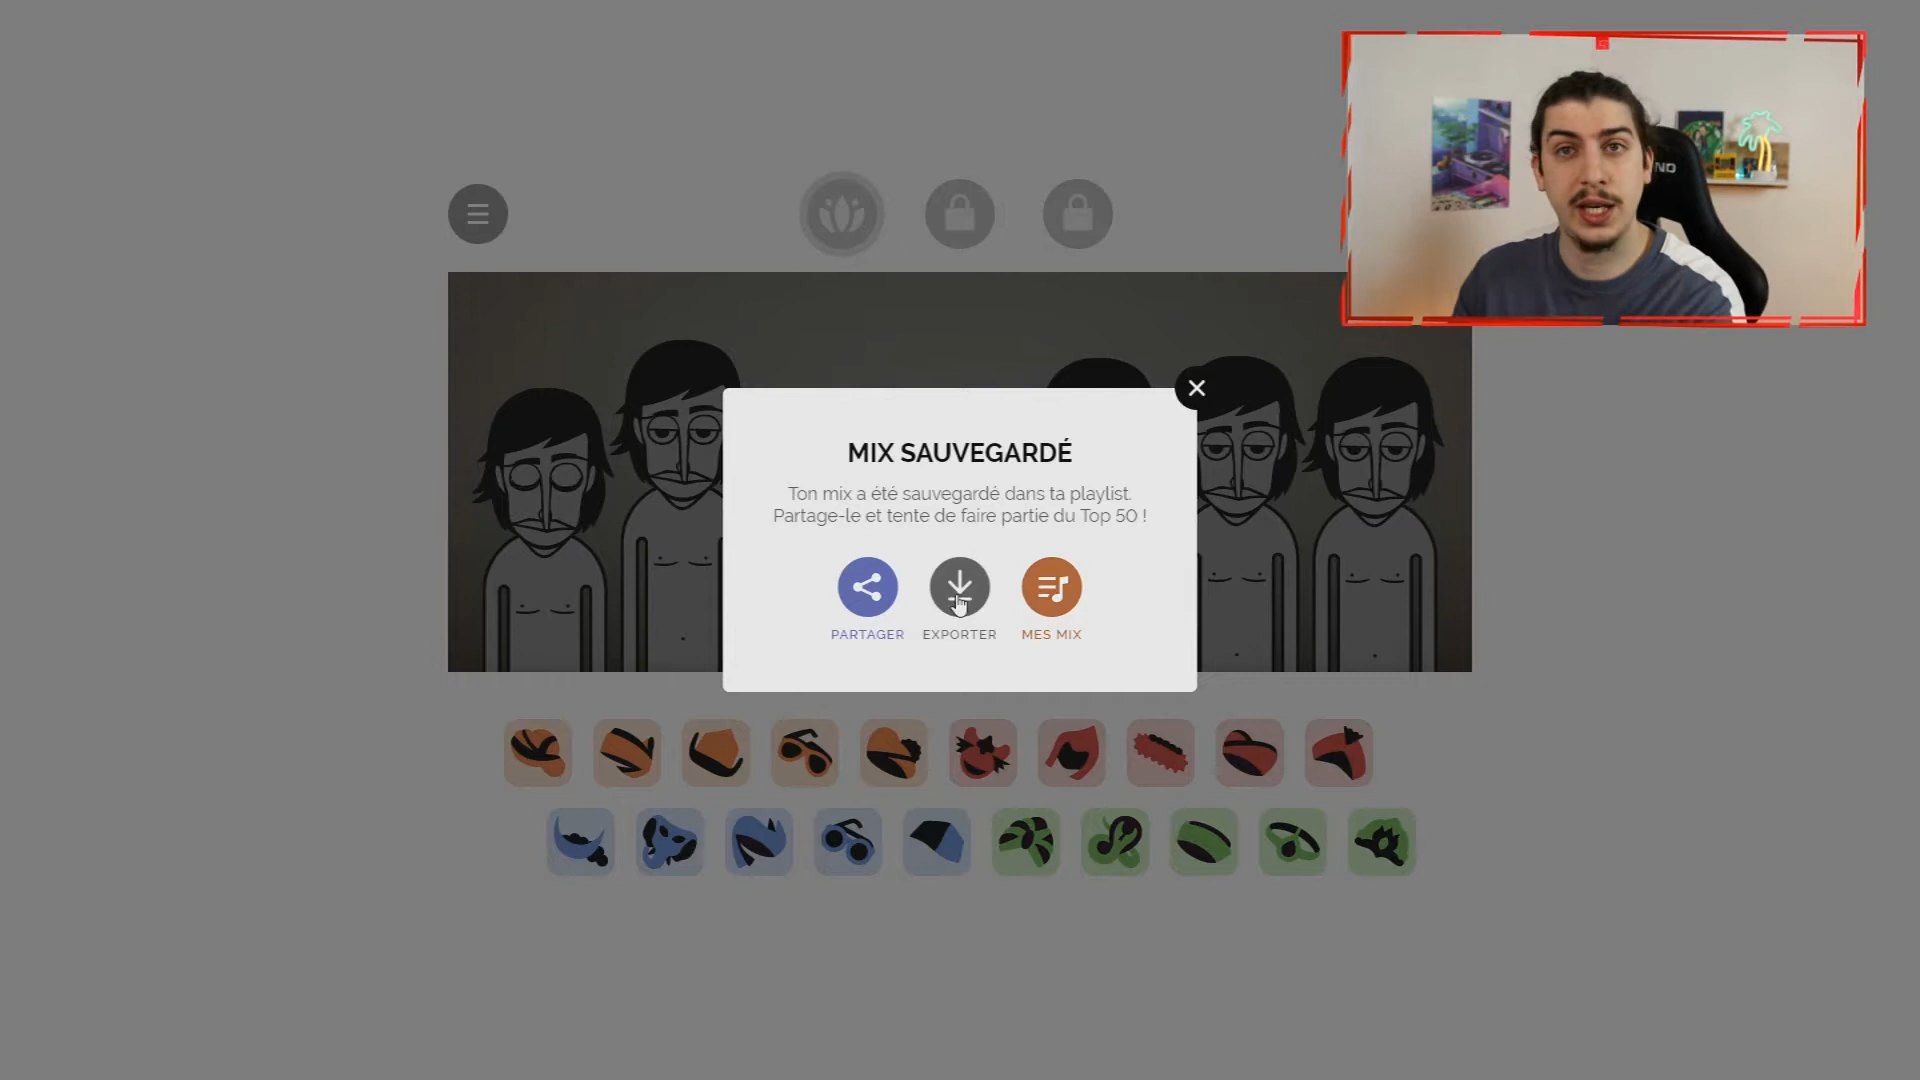 ND
MIX SAUVEGARDÉ
Ton mix a été sauvegardé dans ta playlist.
Partage-le et tente de faire partie du Top 50 !
PARTAGER EXPORTER MES MIX